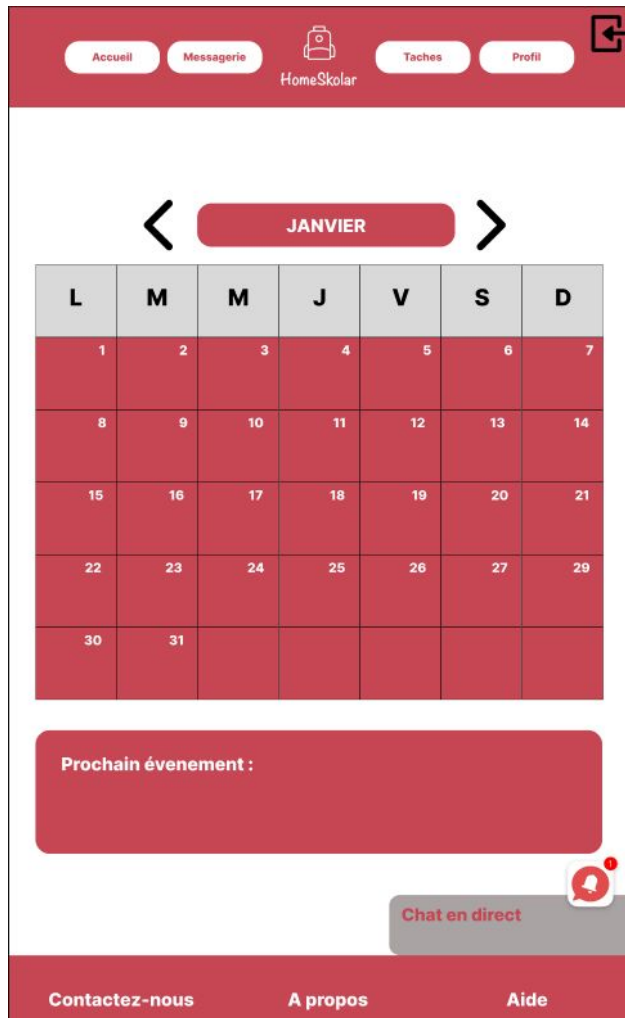 Accueil Messagerie HomeSkolar Taches Profil
JANVIER
L M M J V S D
1 2 3 4 5 6 7
8 9 10 11 12 13 14
15 16 17 18 19 20 21
22 23 24 25 26 27 29
30 31
Prochain évenement :
1
Chat en direct
Contactez-nous A propos Aide